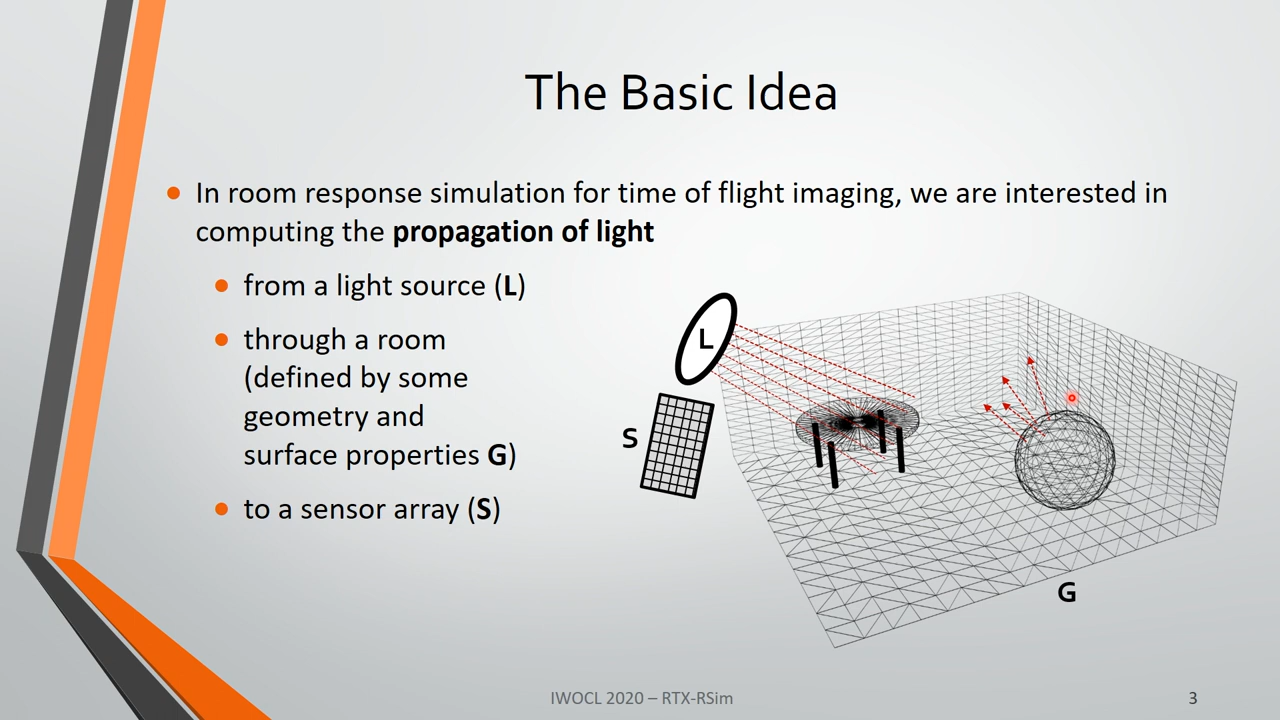 The Basic Idea
In room response simulation for time of flight imaging, we are interested in
computing the propagation of light
from a light source (L)
through a room
(defined by some
geometry and
surface properties G)
to a sensor array (S)
L
S
G
IWOCL 2020 – RTX-RSim
3